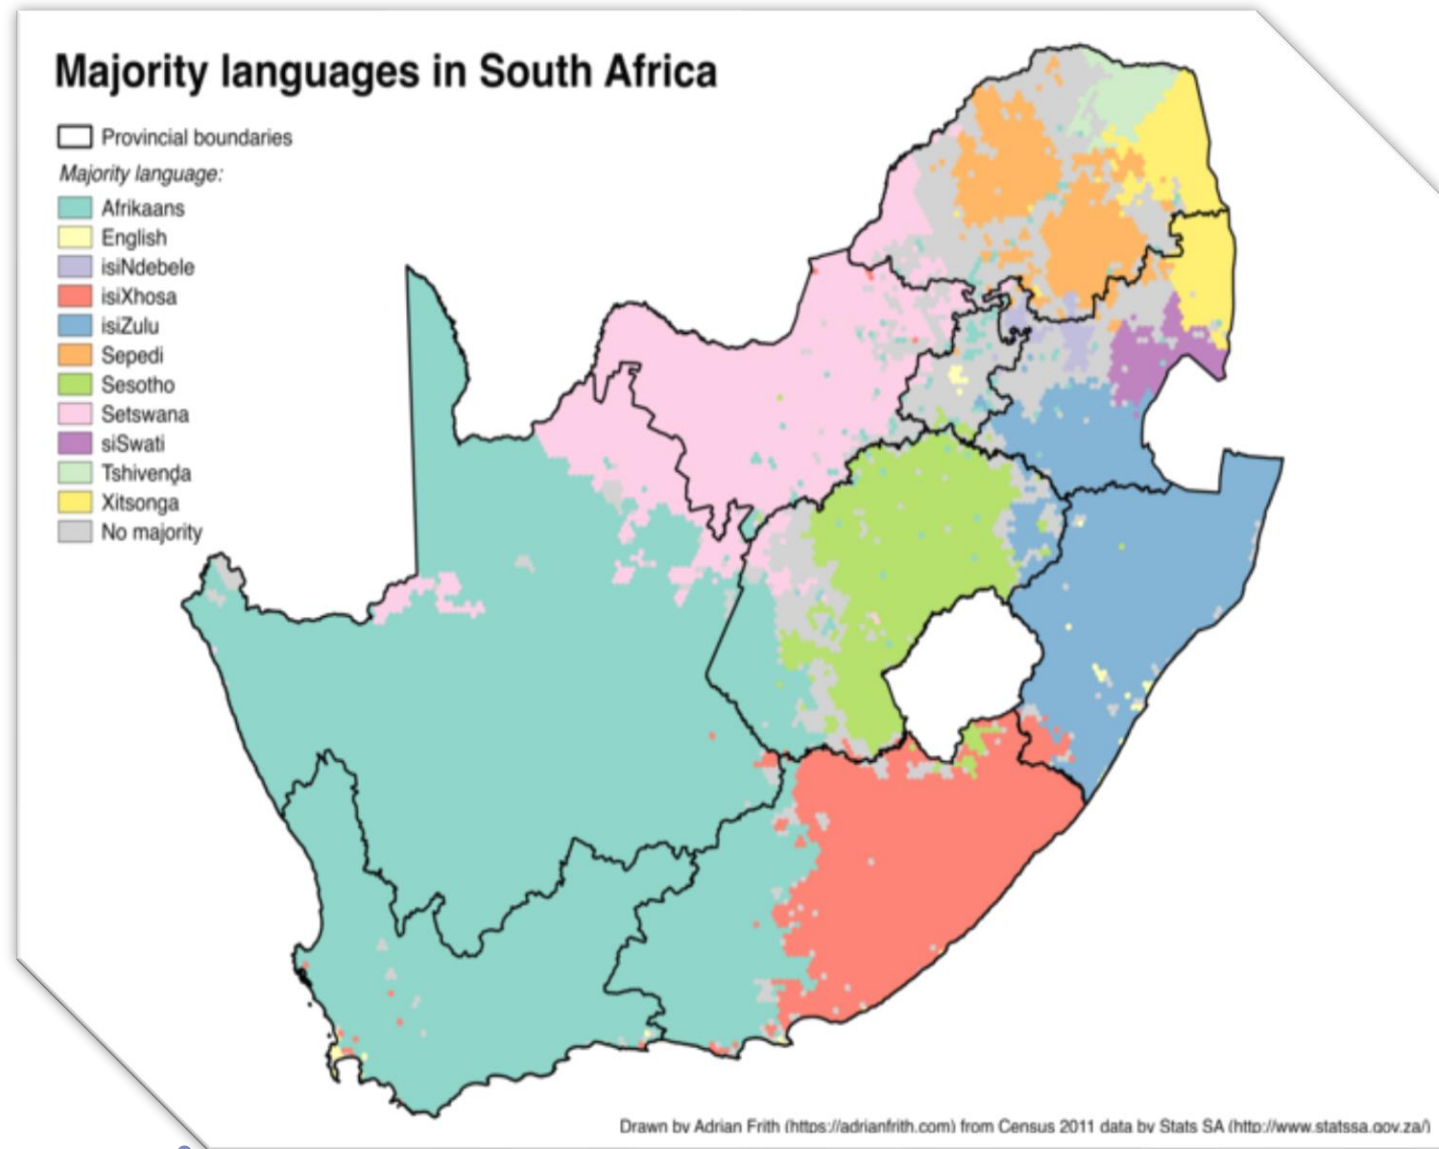 Majority languages in South Africa
Provincial boundaries
Majority language:
Afrikaans
English
isiNdebele
isiXhosa
isiZulu
Sepedi
Sesotho
Setswana
siSwati
Tshivenḓa
Xitsonga
No majority
Drawn by Adrian Frith (https://adrianfrith.com) from Census 2011 data by Stats SA (http://www.statssa.gov.za/)